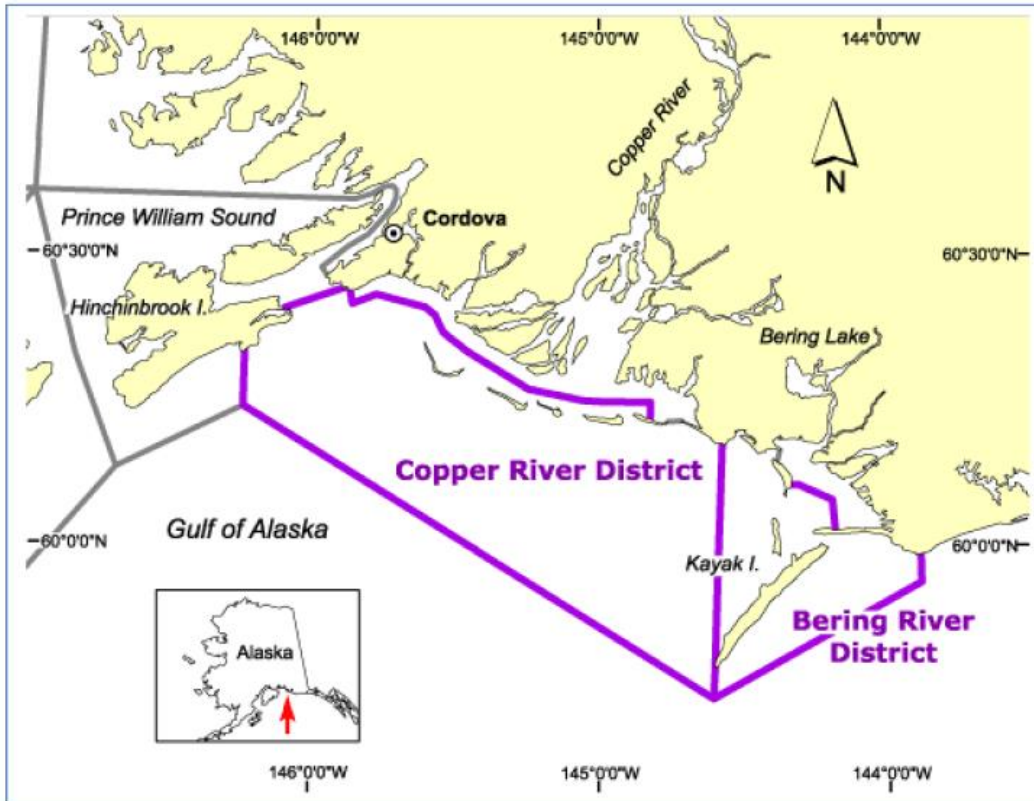 146°0'0"W
145°0'0"W
144°0'0"W
Copper River
N
Prince William Sound
Cordova
60°30'0"N
60°30'0"N
Hinchinbrook I.
Bering Lake
Copper River District
Gulf of Alaska
60°0'0"N
60°0'0"N
Kayak I.
Bering River
District
Alaska
146°0'0"W
145°0'0"W
144°0'0"W